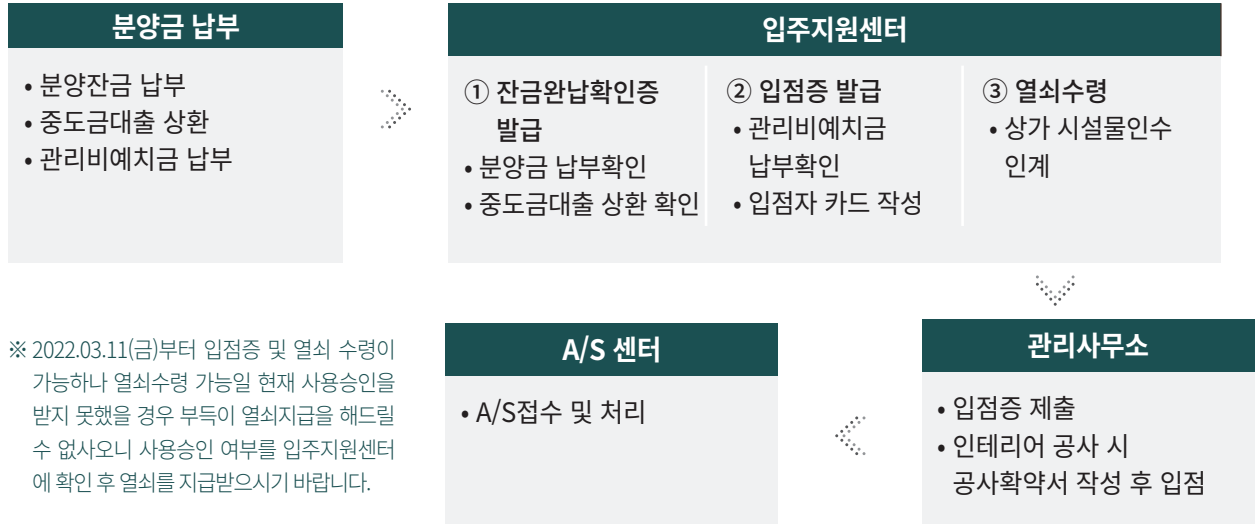 분양금 납부
• 분양잔금 납부
• 중도금대출 상환
• 관리비예치금 납부
입주지원센터
① 잔금완납확인증
발급
• 분양금 납부확인
• 중도금대출 상환 확인
② 입점증 발급
• 관리비예치금
납부확인
• 입점자 카드 작성
③ 열쇠수령
• 상가 시설물인수
인계
관리사무소
• 입점증 제출
• 인테리어 공사 시
공사확약서 작성 후 입점
A/S 센터
• A/S접수 및 처리
※ 2022.03.11(금)부터 입점증 및 열쇠 수령이
가능하나 열쇠수령 가능일 현재 사용승인을
받지 못했을 경우 부득이 열쇠지급을 해드릴
수 없사오니 사용승인 여부를 입주지원센터
에 확인 후 열쇠를 지급받으시기 바랍니다.